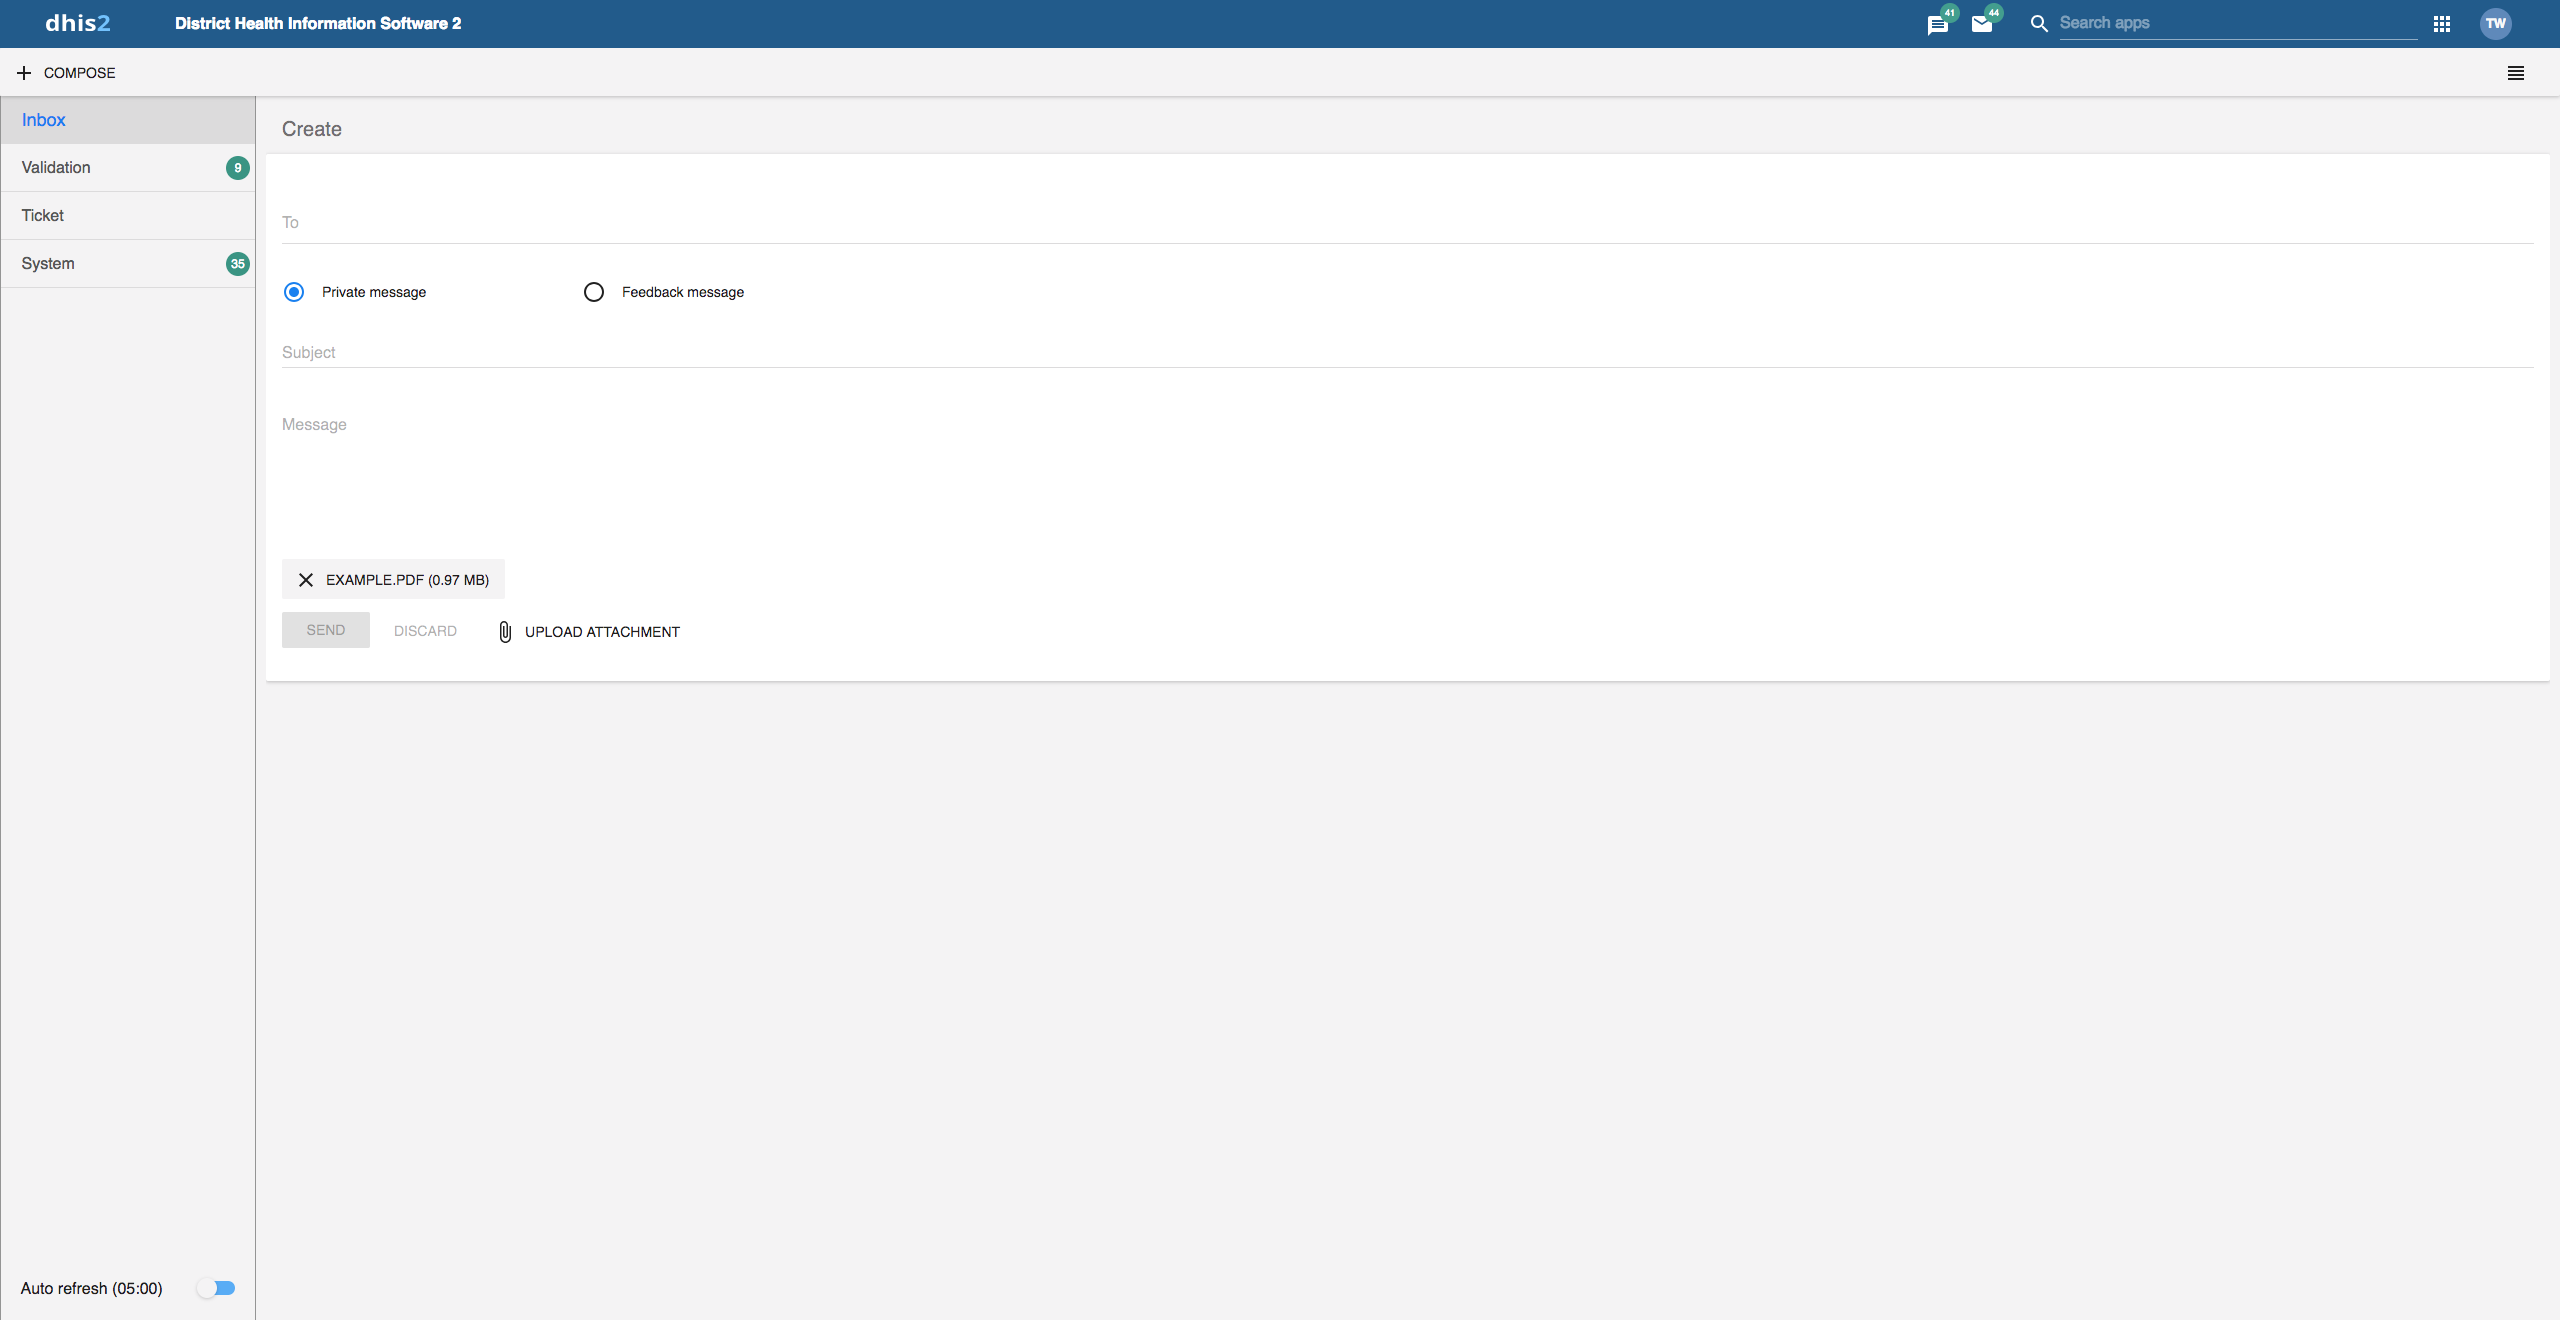 dhis2 District Health Information Software 2 41 44 Search apps TW
COMPOSE
Inbox
Validation 9
Ticket
System 35
Create
To
Private message Feedback message
Subject
Message
EXAMPLE.PDF (0.97 MB)
SEND DISCARD UPLOAD ATTACHMENT
Auto refresh (05:00)